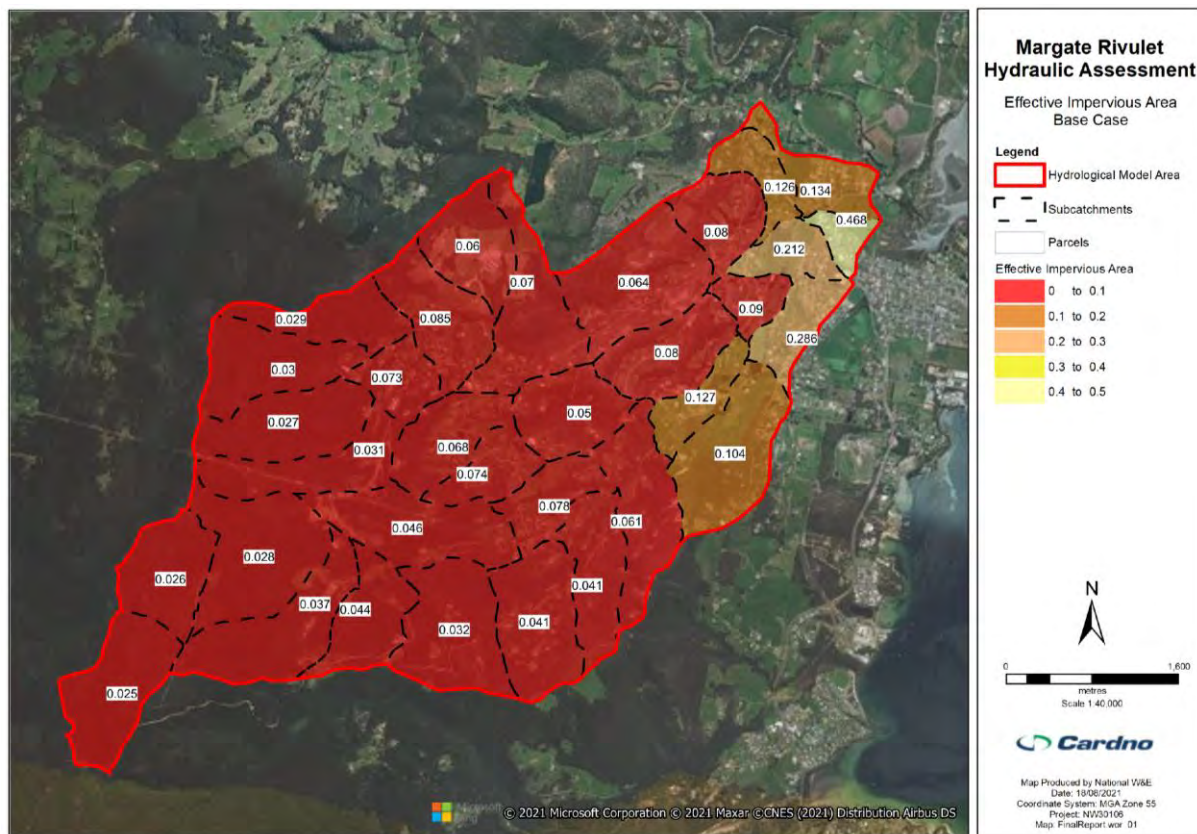 0.126
0.134
0.468
0.08
0.212
0.06
0.07
0.064
0.09
0.029
0.085
0.286
0.03
0.073
0.08
0.127
0.05
0.027
0.031
0.068
0.074
0.104
0.078
0.061
0.046
0.028
0.026
0.037
0.044
0.041
0.032
0.041
0.025
© 2021 Microsoft Corporation © 2021 Maxar ©CNES (2021) Distribution Airbus DS
Margate Rivulet
Hydraulic Assessment
Effective Impervious Area
Base Case
Legend
Hydrological Model Area
Subcatchments
Parcels
Effective Impervious Area
0 to 0.1
0.1 to 0.2
0.2 to 0.3
0.3 to 0.4
0.4 to 0.5
N
0 1,600
metres
Scale 1:40,000
Cardno
Map Produced by National W&E
Date: 18/08/2021
Coordinate System: MGA Zone 55
Project: NW30106
Map: FinalReport.wor 01